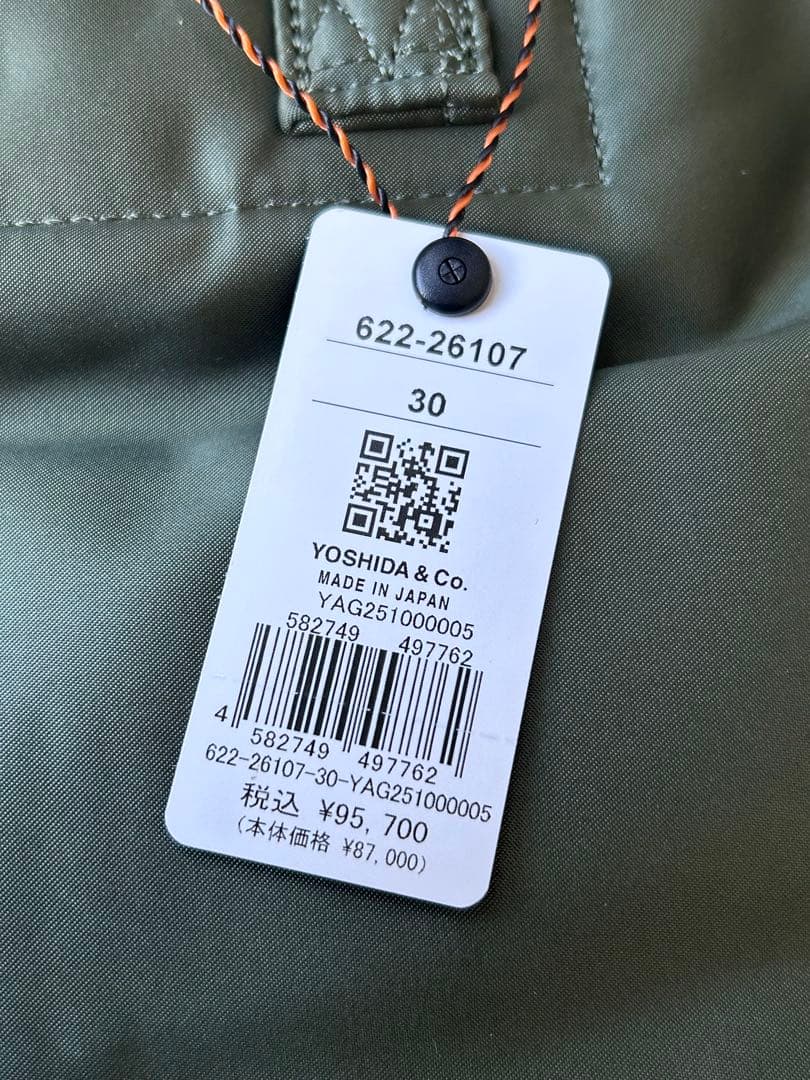 622-26107
30
YOSHIDA & Co.
MADE IN JAPAN
YAG251000005
582749 497762
4 582749 497762
622-26107-30-YAG251000005
税込 ¥95, 700
(本体価格 ¥87, 000)